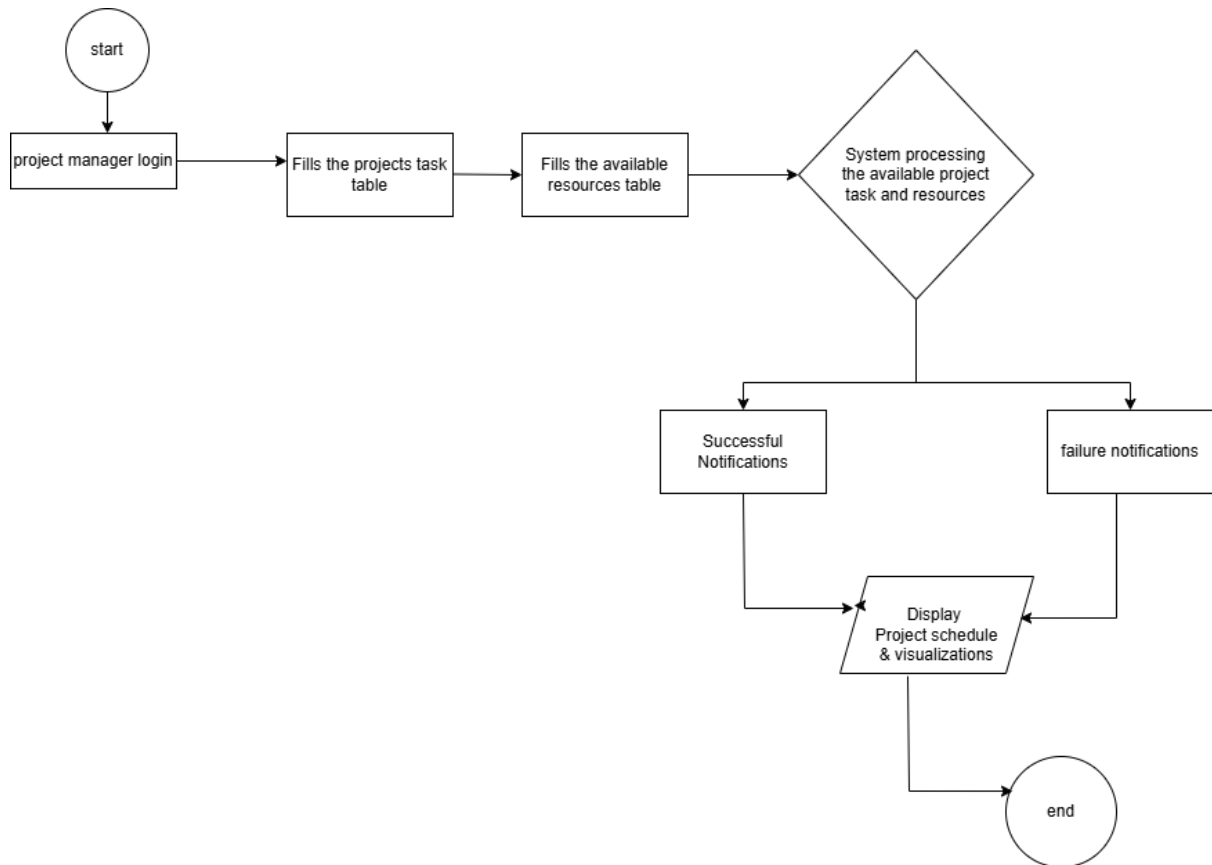 start
project manager login
Fills the projects task
table
Fills the available
resources table
System processing
the available project
task and resources
Successful
Notifications
failure notifications
Display
Project schedule
& visualizations
end